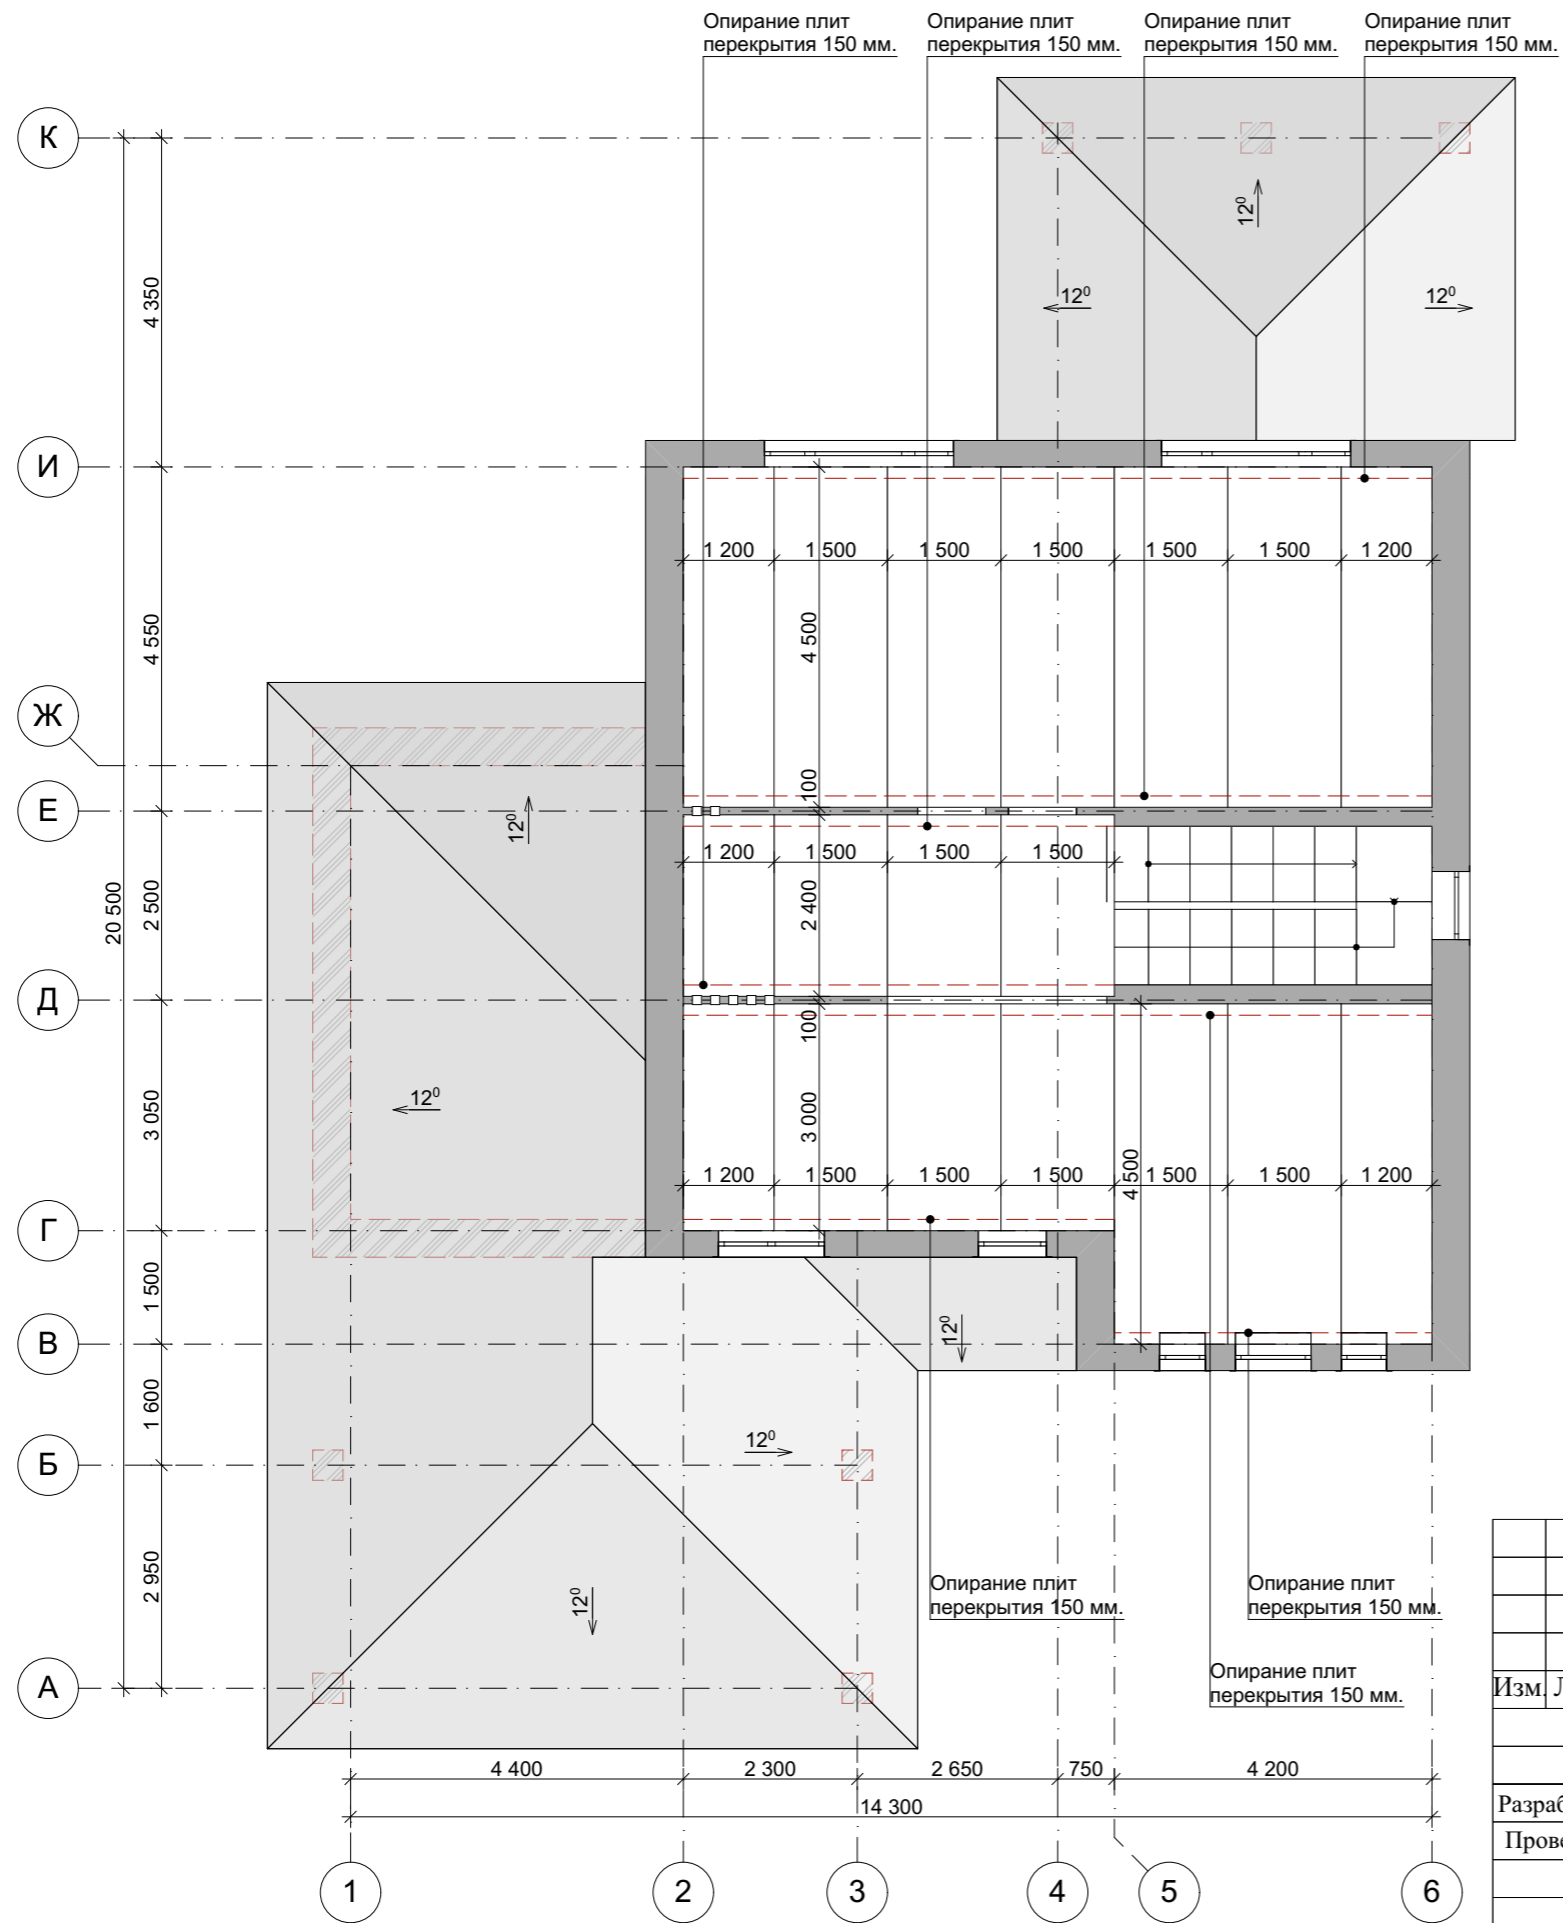 Опирание плит
перекрытия 150 мм.
Опирание плит
перекрытия 150 мм.
Опирание плит
перекрытия 150 мм.
Опирание плит
перекрытия 150 мм.
К
И
Ж
Е
Д
Г
В
Б
А
4 350
4 550
2 500
3 050
1 500
1 600
2 950
20 500
12⁰
12⁰
12⁰
1 200
1 500
1 500
1 500
1 500
1 500
1 200
4 500
100
12⁰
1 200
1 500
1 500
1 500
2 400
100
12⁰
3 000
4 500
1 200
1 500
1 500
1 500
1 500
1 500
1 200
12⁰
12⁰
12⁰
Опирание плит
перекрытия 150 мм.
Опирание плит
перекрытия 150 мм.
Опирание плит
перекрытия 150 мм.
4 400
2 300
2 650
750
4 200
14 300
1
2
3
4
5
6
Изм. Л
Разраб
Прове